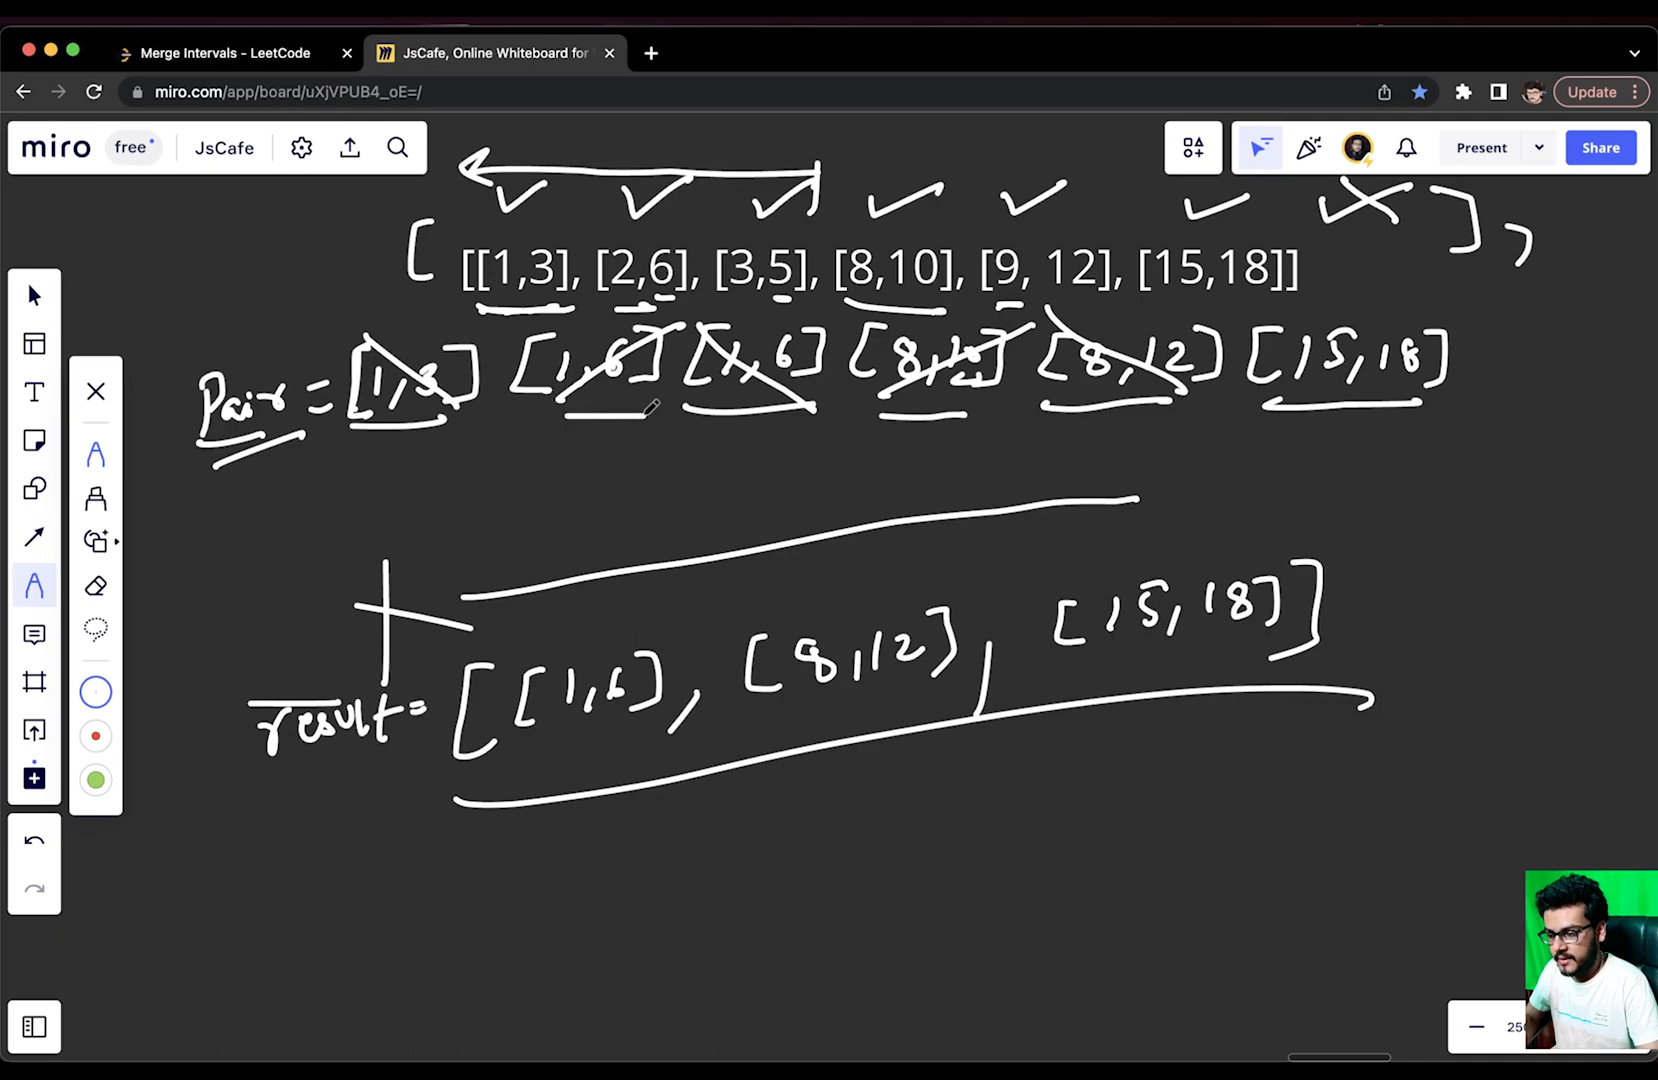 Merge Intervals - LeetCode
JsCafe, Online Whiteboard for
miro.com/app/board/uXjVPUB4_oE=/
Update
miro
free
JsCafe
Present
Share
[ [[1,3], [2,6], [3,5], [8,10], [9, 12], [15,18]] ] ,
Pair = [1,3] [1,6] [1,6] [8,12] [8,12] [15,18]
result = [ [1,6], [8,12], [15,18] ]